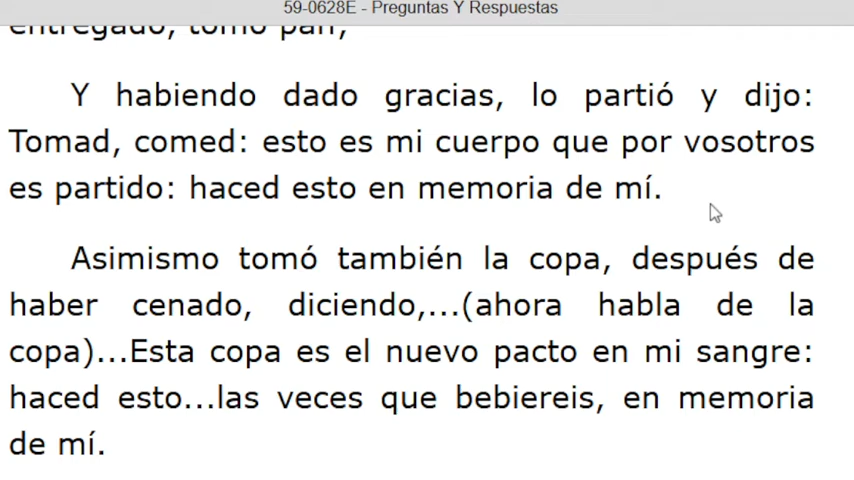 59-0628E - Preguntas Y Respuestas
entregado, tomó pan,
Y habiendo dado gracias, lo partió y dijo:
Tomad, comed: esto es mi cuerpo que por vosotros
es partido: haced esto en memoria de mí.
Asimismo tomó también la copa, después de
haber cenado, diciendo,...(ahora habla de la
copa)...Esta copa es el nuevo pacto en mi sangre:
haced esto...las veces que bebiereis, en memoria
de mí.